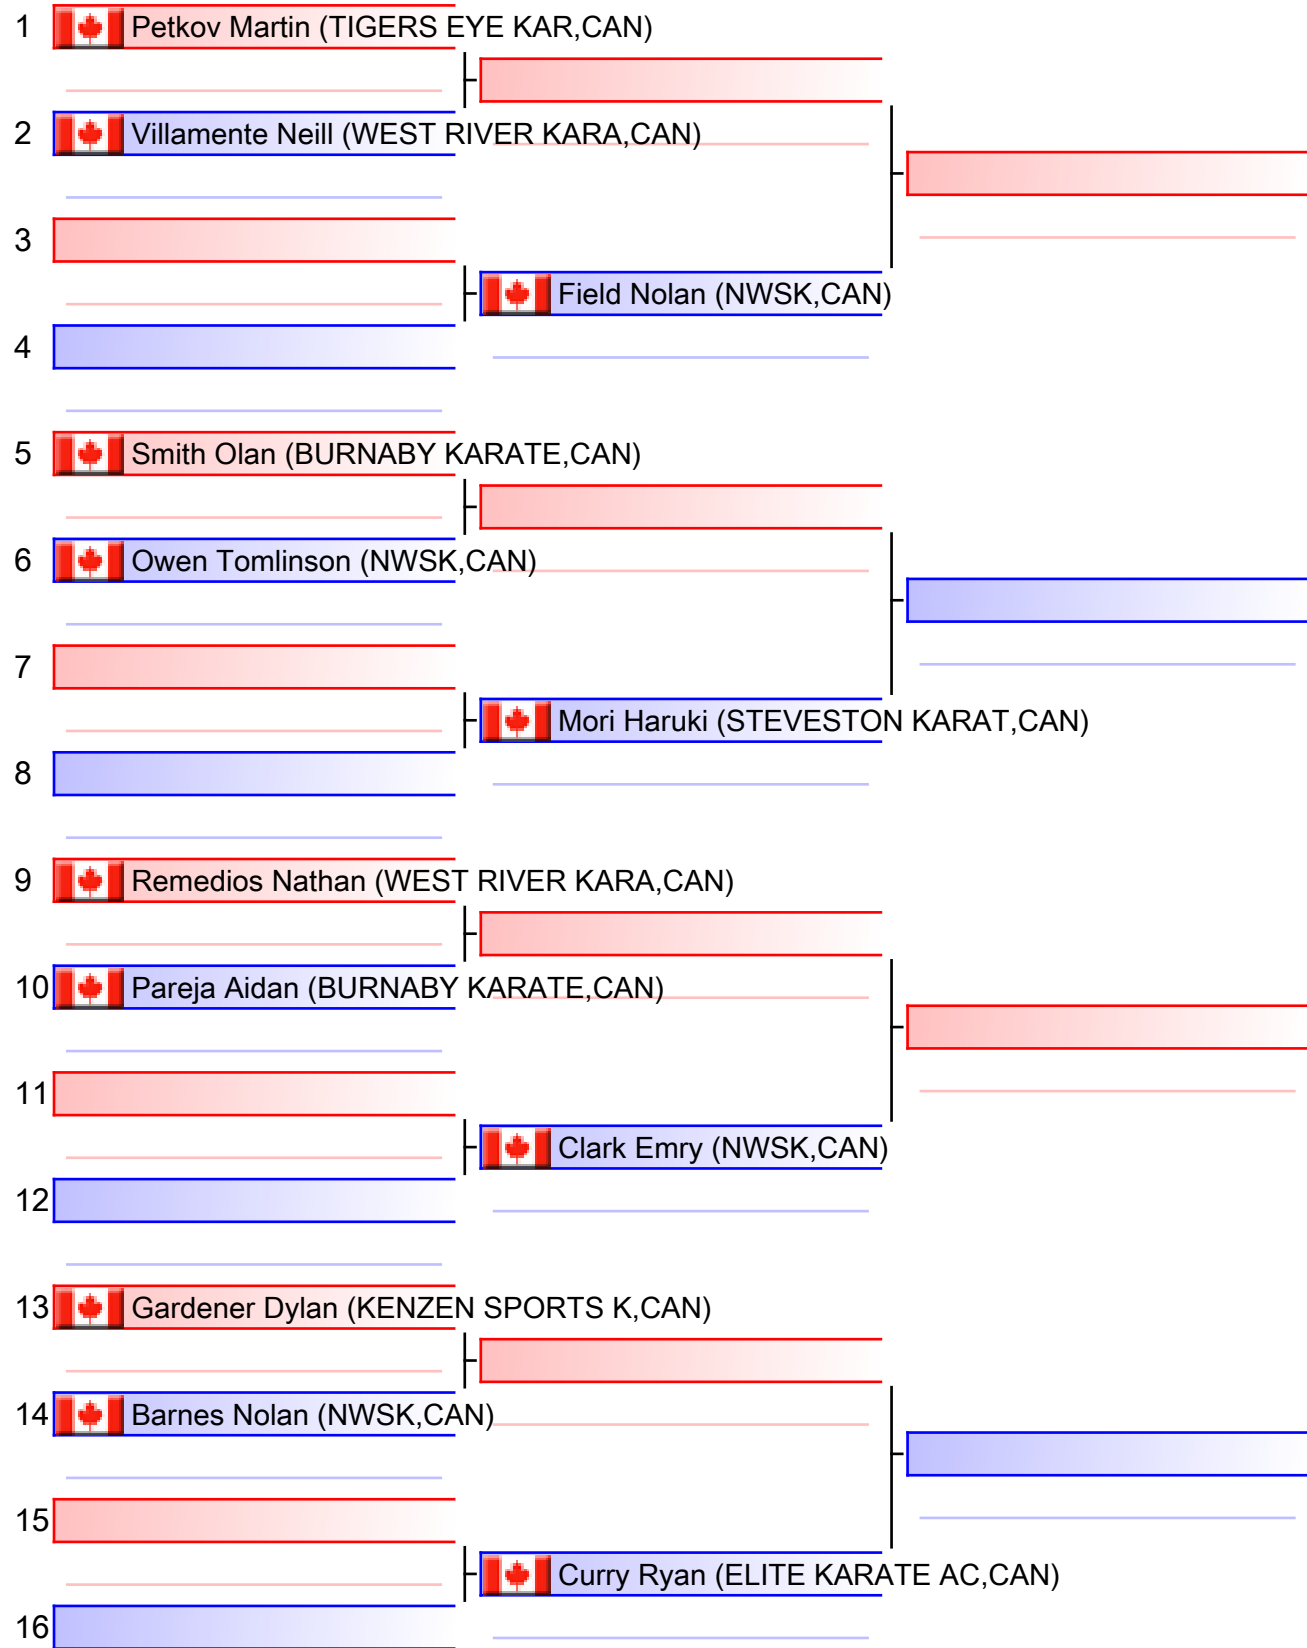 1 Petkov Martin (TIGERS EYE KAR,CAN)
2 Villamente Neill (WEST RIVER KARA,CAN)
3
Field Nolan (NWSK,CAN)
4
5 Smith Olan (BURNABY KARATE,CAN)
6 Owen Tomlinson (NWSK,CAN)
7
Mori Haruki (STEVESTON KARAT,CAN)
8
9 Remedios Nathan (WEST RIVER KARA,CAN)
10 Pareja Aidan (BURNABY KARATE,CAN)
11
Clark Emry (NWSK,CAN)
12
13 Gardener Dylan (KENZEN SPORTS K,CAN)
14 Barnes Nolan (NWSK,CAN)
15
Curry Ryan (ELITE KARATE AC,CAN)
16